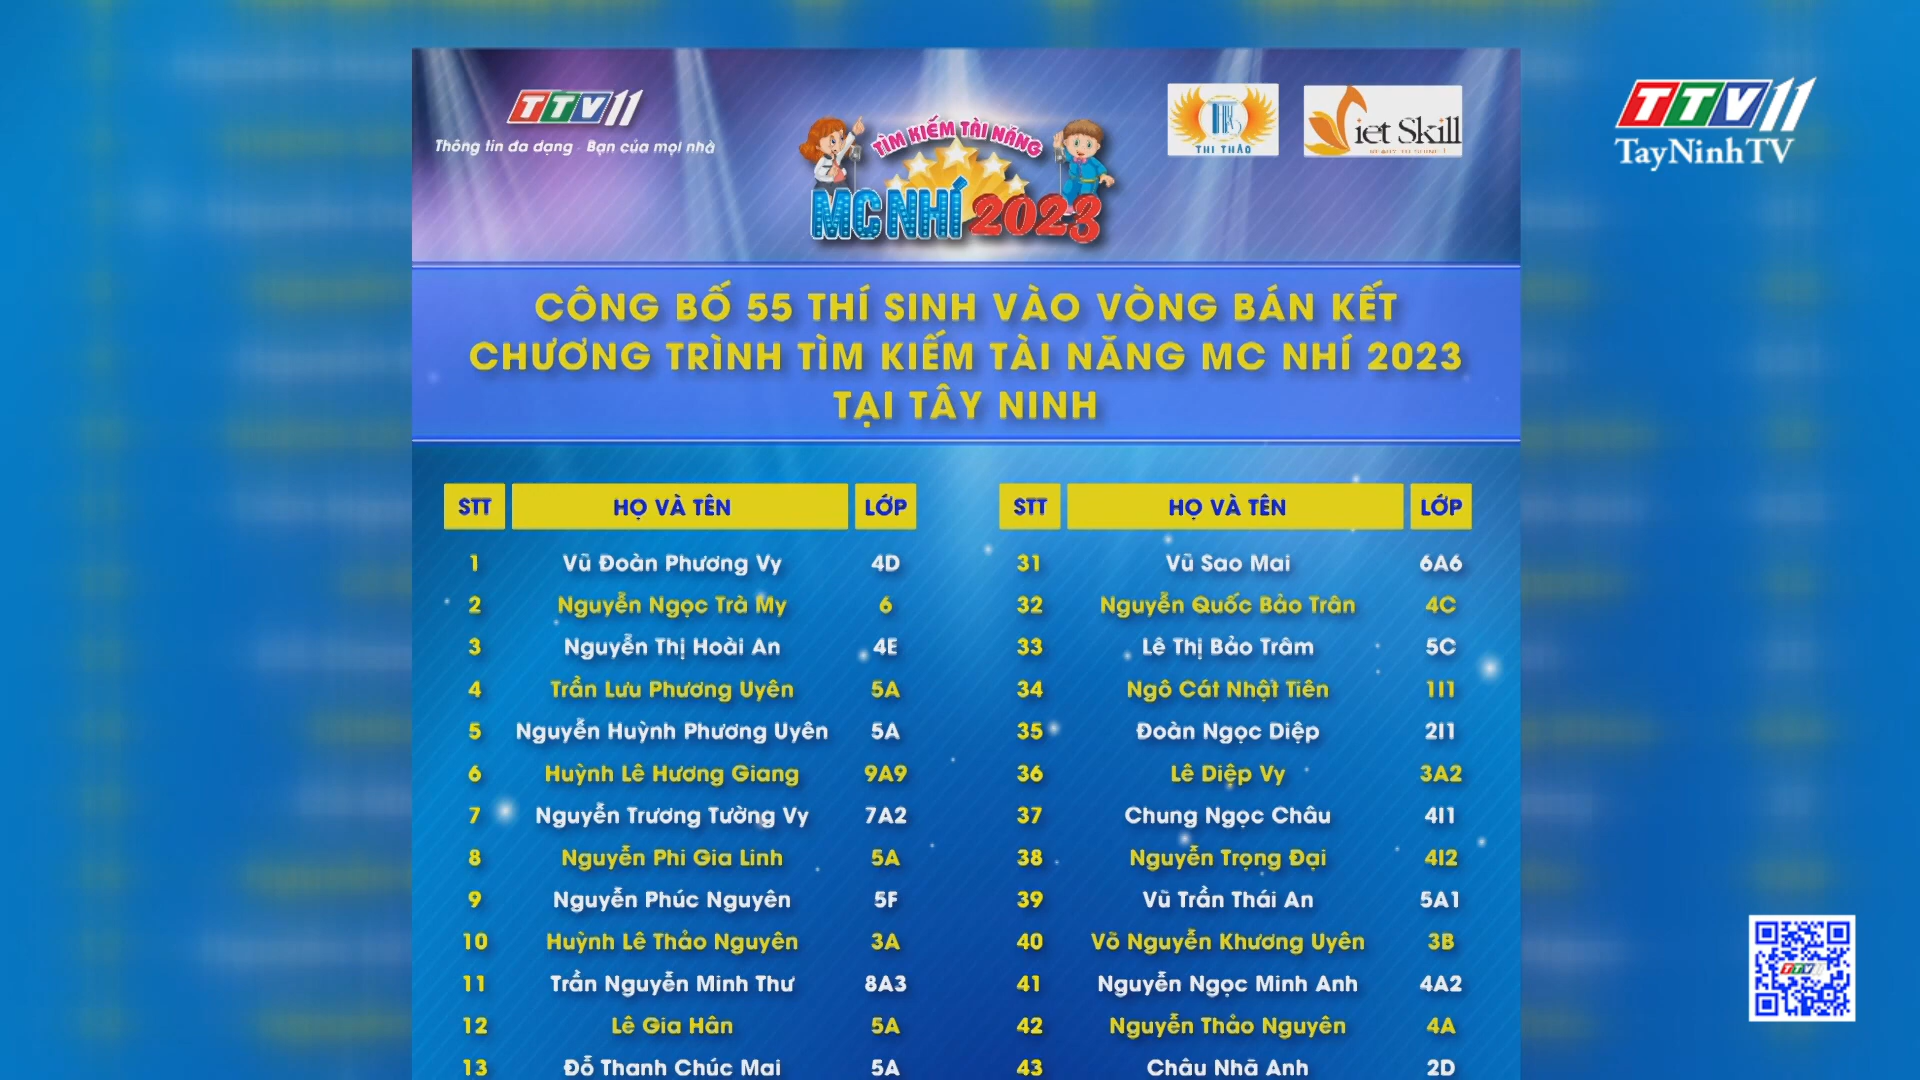 TTV11
Thông tin đa dạng - Bạn của mọi nhà
TÌM KIẾM TÀI NĂNG
MC NHÍ 2023
THI THẢO
Viet Skill
READY TO SHINE !
TTV11
TayNinhTV
CÔNG BỐ 55 THÍ SINH VÀO VÒNG BÁN KẾT
CHƯƠNG TRÌNH TÌM KIẾM TÀI NĂNG MC NHÍ 2023
TẠI TÂY NINH
STT HỌ VÀ TÊN LỚP
1 Vũ Đoàn Phương Vy 4D
2 Nguyễn Ngọc Trà My 6
3 Nguyễn Thị Hoài An 4E
4 Trần Lưu Phương Uyên 5A
5 Nguyễn Huỳnh Phương Uyên 5A
6 Huỳnh Lê Hương Giang 9A9
7 Nguyễn Trương Tường Vy 7A2
8 Nguyễn Phi Gia Linh 5A
9 Nguyễn Phúc Nguyên 5F
10 Huỳnh Lê Thảo Nguyên 3A
11 Trần Nguyễn Minh Thư 8A3
12 Lê Gia Hân 5A
13 Đỗ Thanh Chúc Mai 5A
STT HỌ VÀ TÊN LỚP
31 Vũ Sao Mai 6A6
32 Nguyễn Quốc Bảo Trân 4C
33 Lê Thị Bảo Trâm 5C
34 Ngô Cát Nhật Tiên 1I1
35 Đoàn Ngọc Diệp 2I1
36 Lê Diệp Vy 3A2
37 Chung Ngọc Châu 4I1
38 Nguyễn Trọng Đại 4I2
39 Vũ Trần Thái An 5A1
40 Võ Nguyễn Khương Uyên 3B
41 Nguyễn Ngọc Minh Anh 4A2
42 Nguyễn Thảo Nguyên 4A
43 Châu Nhã Anh 2D
TTV11